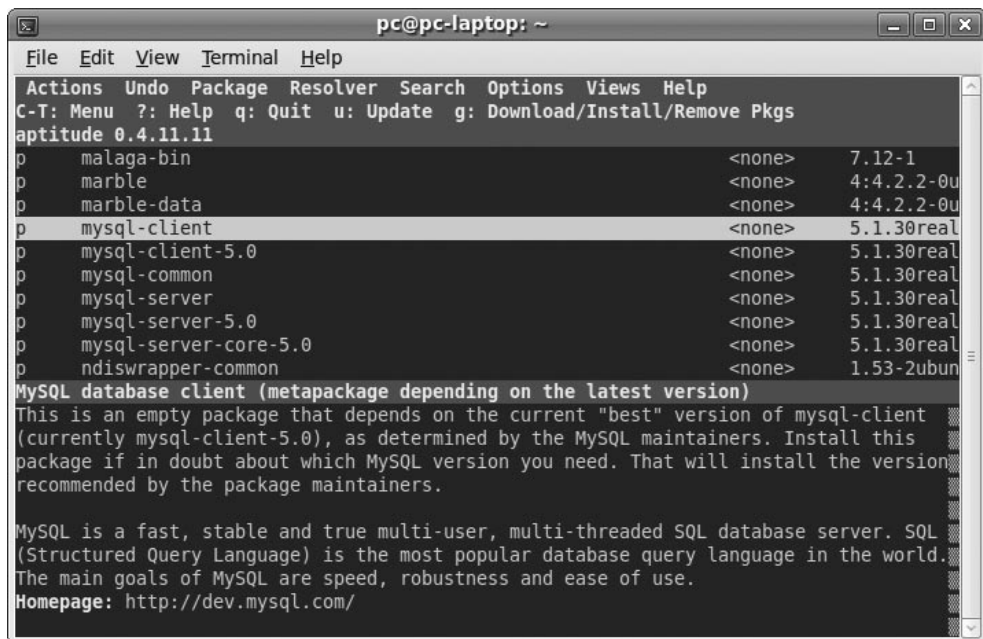 pc@pc-laptop: ~
File Edit View Terminal Help
Actions Undo Package Resolver Search Options Views Help
C-T: Menu ?: Help q: Quit u: Update g: Download/Install/Remove Pkgs
aptitude 0.4.11.11
p malaga-bin <none> 7.12-1
p marble <none> 4:4.2.2-0u
p marble-data <none> 4:4.2.2-0u
p mysql-client <none> 5.1.30real
p mysql-client-5.0 <none> 5.1.30real
p mysql-common <none> 5.1.30real
p mysql-server <none> 5.1.30real
p mysql-server-5.0 <none> 5.1.30real
p mysql-server-core-5.0 <none> 5.1.30real
p ndiswrapper-common <none> 1.53-2ubun
MySQL database client (metapackage depending on the latest version)
This is an empty package that depends on the current "best" version of mysql-client
(currently mysql-client-5.0), as determined by the MySQL maintainers. Install this
package if in doubt about which MySQL version you need. That will install the version
recommended by the package maintainers.
MySQL is a fast, stable and true multi-user, multi-threaded SQL database server. SQL
(Structured Query Language) is the most popular database query language in the world.
The main goals of MySQL are speed, robustness and ease of use.
Homepage: http://dev.mysql.com/